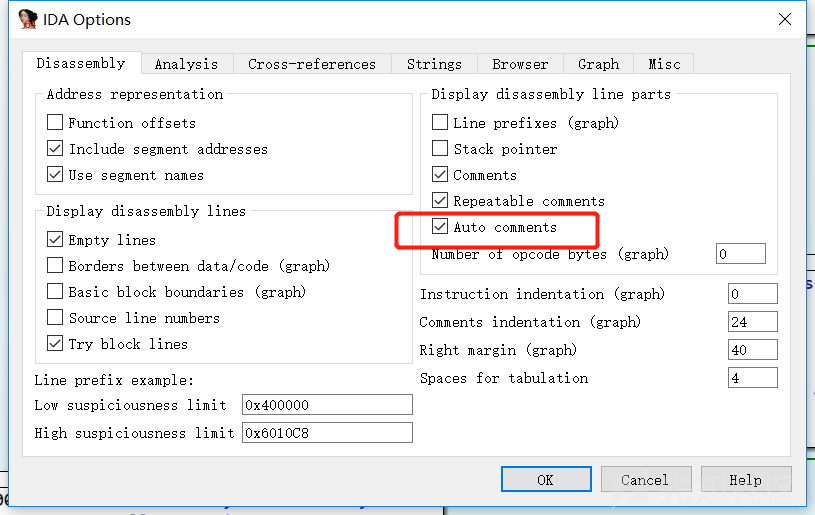 IDA Options
Disassembly Analysis Cross-references Strings Browser Graph Misc
Address representation
Function offsets
Include segment addresses
Use segment names
Display disassembly lines
Empty lines
Borders between data/code (graph)
Basic block boundaries (graph)
Source line numbers
Try block lines
Line prefix example:
Low suspiciousness limit 0x400000
High suspiciousness limit 0x6010C8
Display disassembly line parts
Line prefixes (graph)
Stack pointer
Comments
Repeatable comments
Auto comments
Number of opcode bytes (graph) 0
Instruction indentation (graph) 0
Comments indentation (graph) 24
Right margin (graph) 40
Spaces for tabulation 4
OK Cancel Help